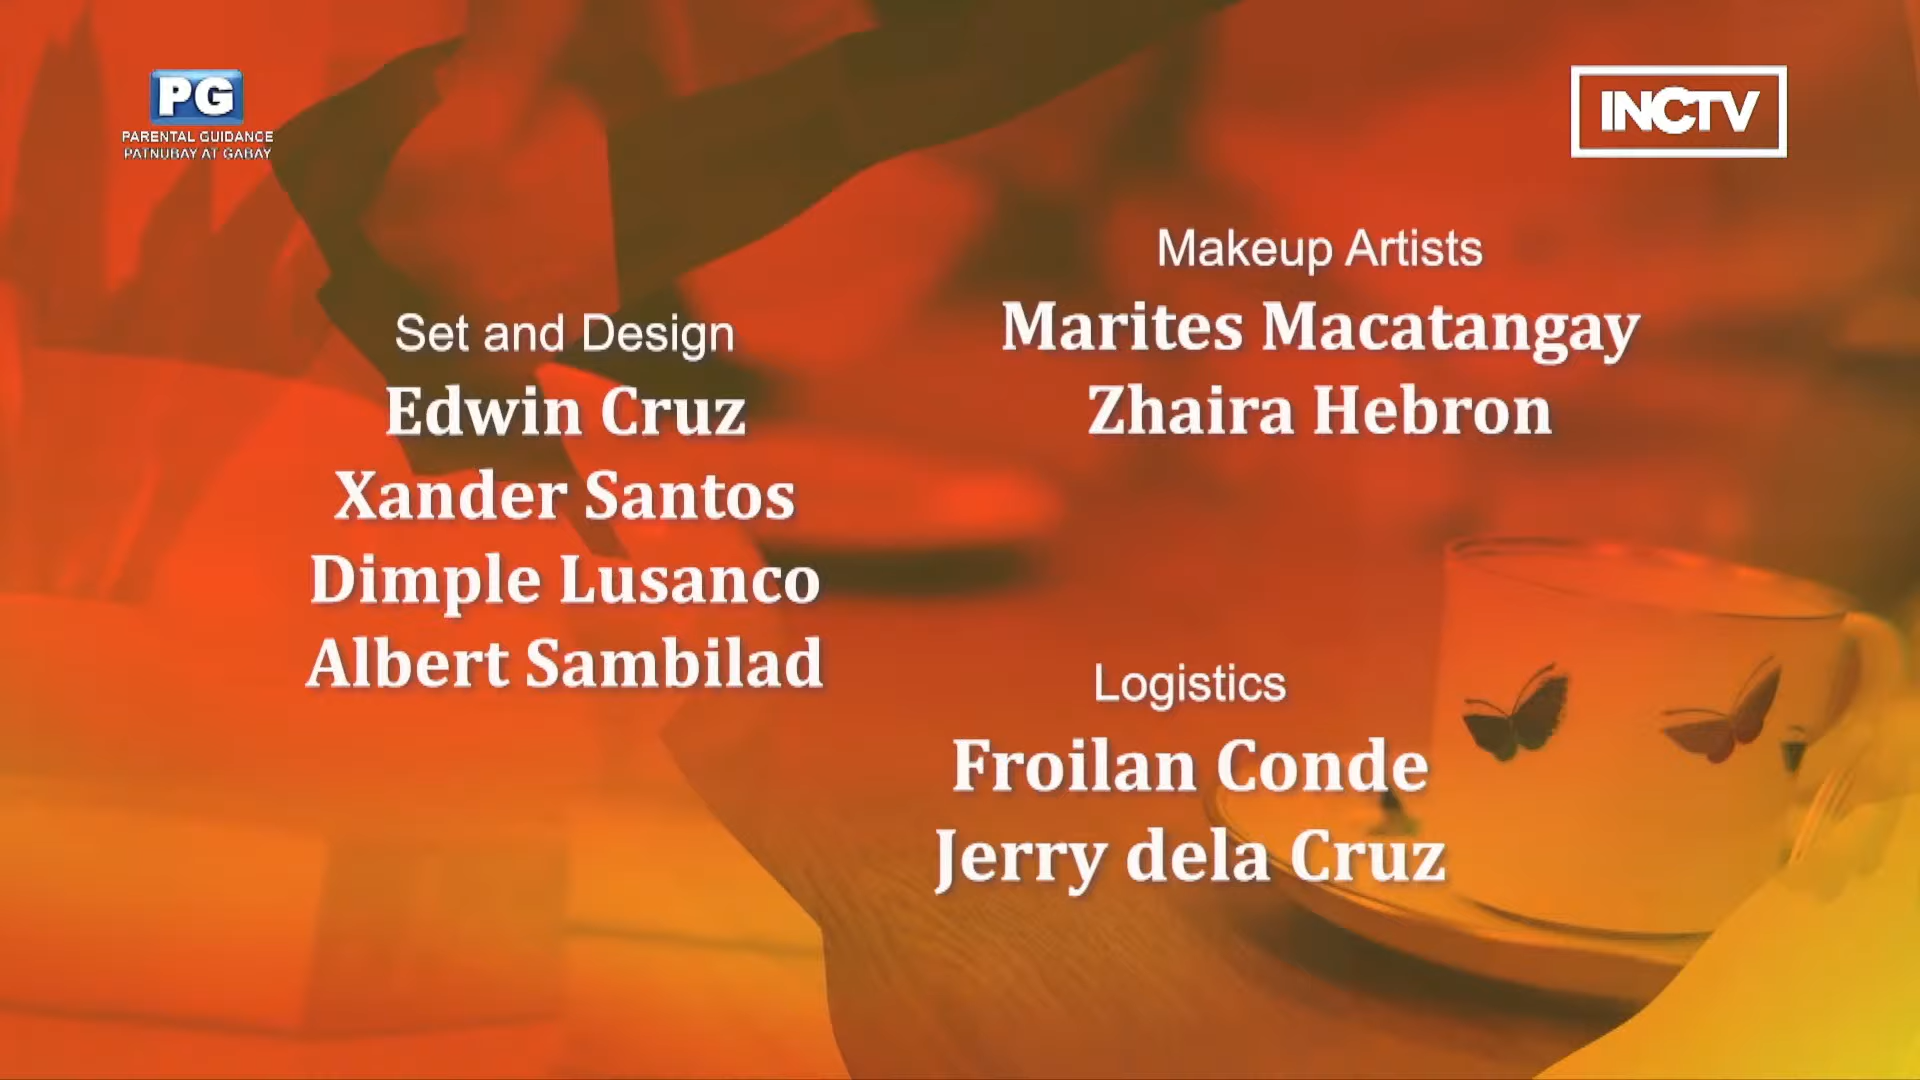 PG
PARENTAL GUIDANCE
PATNUBAY AT GABAY
INCTV
Set and Design
Edwin Cruz
Xander Santos
Dimple Lusanco
Albert Sambilad
Makeup Artists
Marites Macatangay
Zhaira Hebron
Logistics
Froilan Conde
Jerry dela Cruz